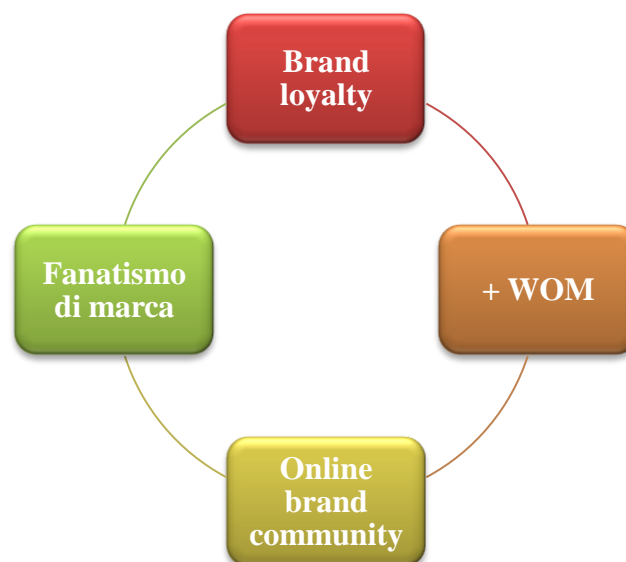 Brand
loyalty
Fanatismo
di marca
+ WOM
Online
brand
community